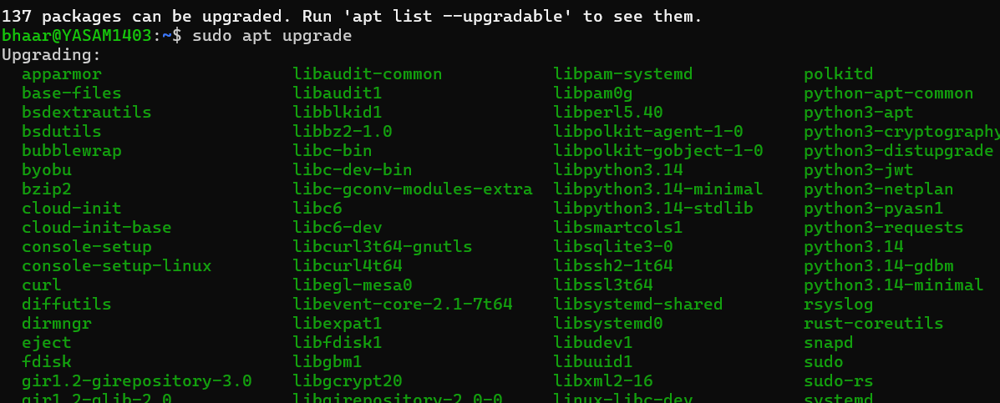 137 packages can be upgraded. Run 'apt list --upgradable' to see them.
bhaar@YASAM1403:~$ sudo apt upgrade
Upgrading:
apparmor libaudit-common libpam-systemd polkitd
base-files libaudit1 libpam0g python-apt-common
bsdextrautils libblkid1 libperl5.40 python3-apt
bsdutils libbz2-1.0 libpolkit-agent-1-0 python3-cryptography
bubblewrap libc-bin libpolkit-gobject-1-0 python3-distupgrade
byobu libc-dev-bin libpython3.14 python3-jwt
bzip2 libc-gconv-modules-extra libpython3.14-minimal python3-netplan
cloud-init libc6 libpython3.14-stdlib python3-pyasn1
cloud-init-base libc6-dev libsmartcols1 python3-requests
console-setup libcurl3t64-gnutls libsqlite3-0 python3.14
console-setup-linux libcurl4t64 libssh2-1t64 python3.14-gdbm
curl libegl-mesa0 libssl3t64 python3.14-minimal
diffutils libevent-core-2.1-7t64 libsystemd-shared rsyslog
dirmngr libexpat1 libsystemd0 rust-coreutils
eject libfdisk1 libudev1 snapd
fdisk libgbm1 libuuid1 sudo
gir1.2-girepository-3.0 libgcrypt20 libxml2-16 sudo-rs
gir1.2-glib-2.0 libgirepository-2.0-0 linux-libc-dev systemd